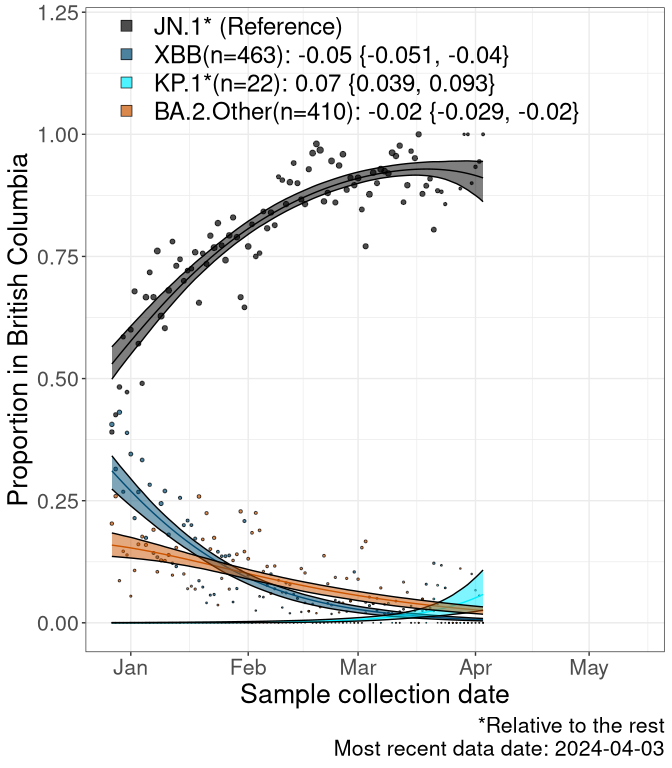 1.25
JN.1* (Reference)
XBB(n=463): -0.05 {-0.051, -0.04}
KP.1*(n=22): 0.07 {0.039, 0.093}
BA.2.Other(n=410): -0.02 {-0.029, -0.02}
1.00
0.75
0.50
0.25
0.00
Proportion in British Columbia
Jan Feb Mar Apr May
Sample collection date
*Relative to the rest
Most recent data date: 2024-04-03